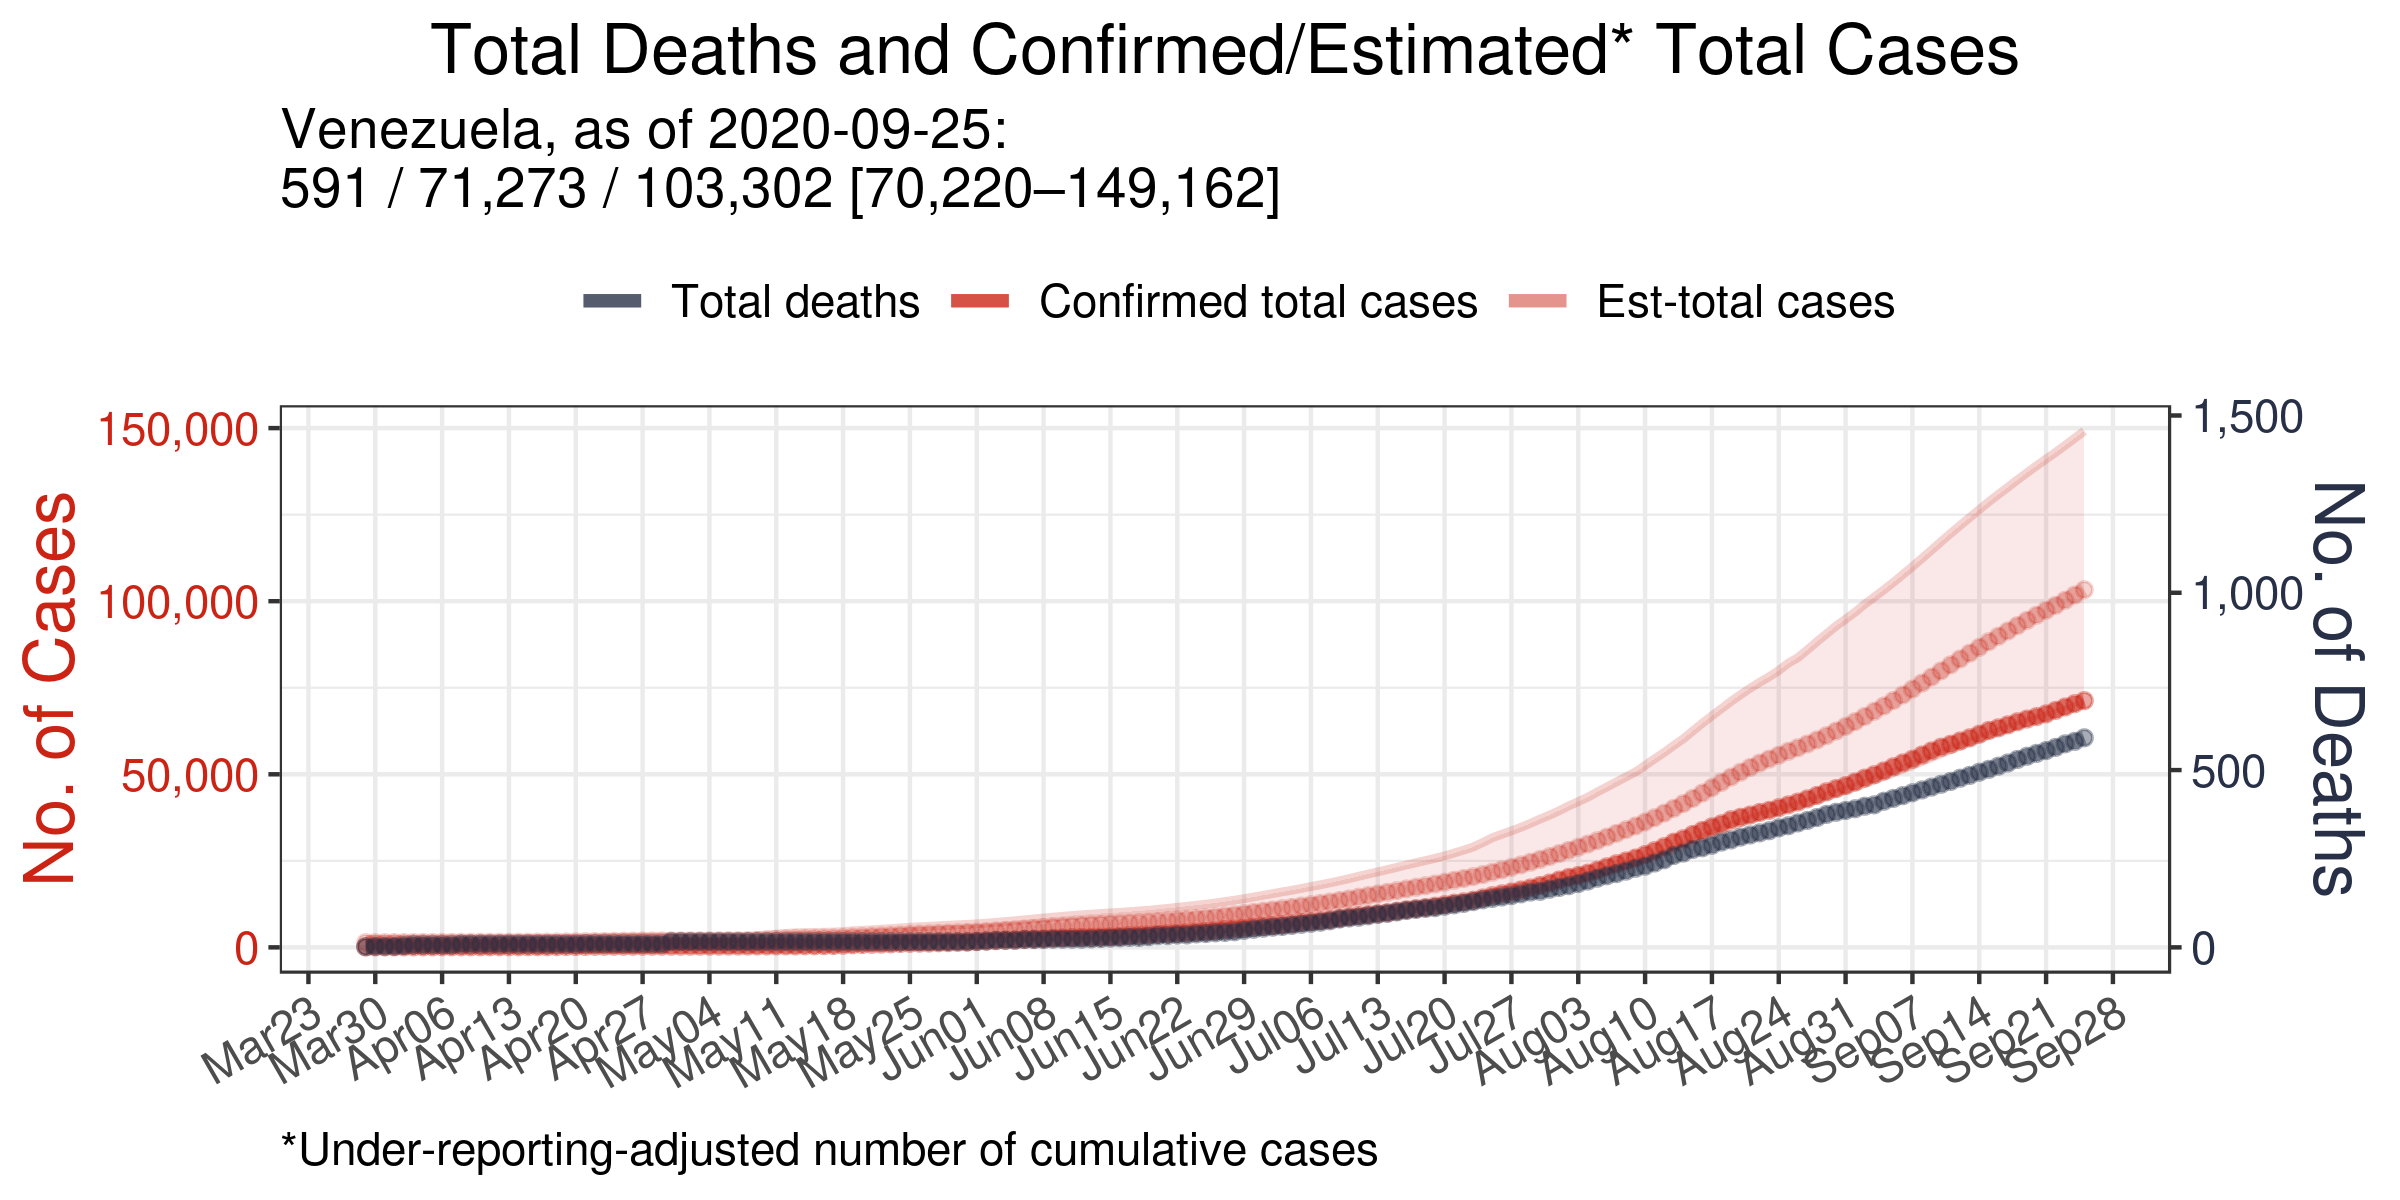 Total Deaths and Confirmed/Estimated* Total Cases
Venezuela, as of 2020-09-25:
591 / 71,273 / 103,302 [70,220–149,162]
Total deaths
Confirmed total cases
Est-total cases
No. of Cases
150,000
100,000
50,000
0
1,500
1,000
500
0
No. of Deaths
Mar23
Mar30
Apr06
Apr13
Apr20
Apr27
May04
May11
May18
May25
Jun01
Jun08
Jun15
Jun22
Jun29
Jul06
Jul13
Jul20
Jul27
Aug03
Aug10
Aug17
Aug24
Aug31
Sep07
Sep14
Sep21
Sep28
*Under-reporting-adjusted number of cumulative cases